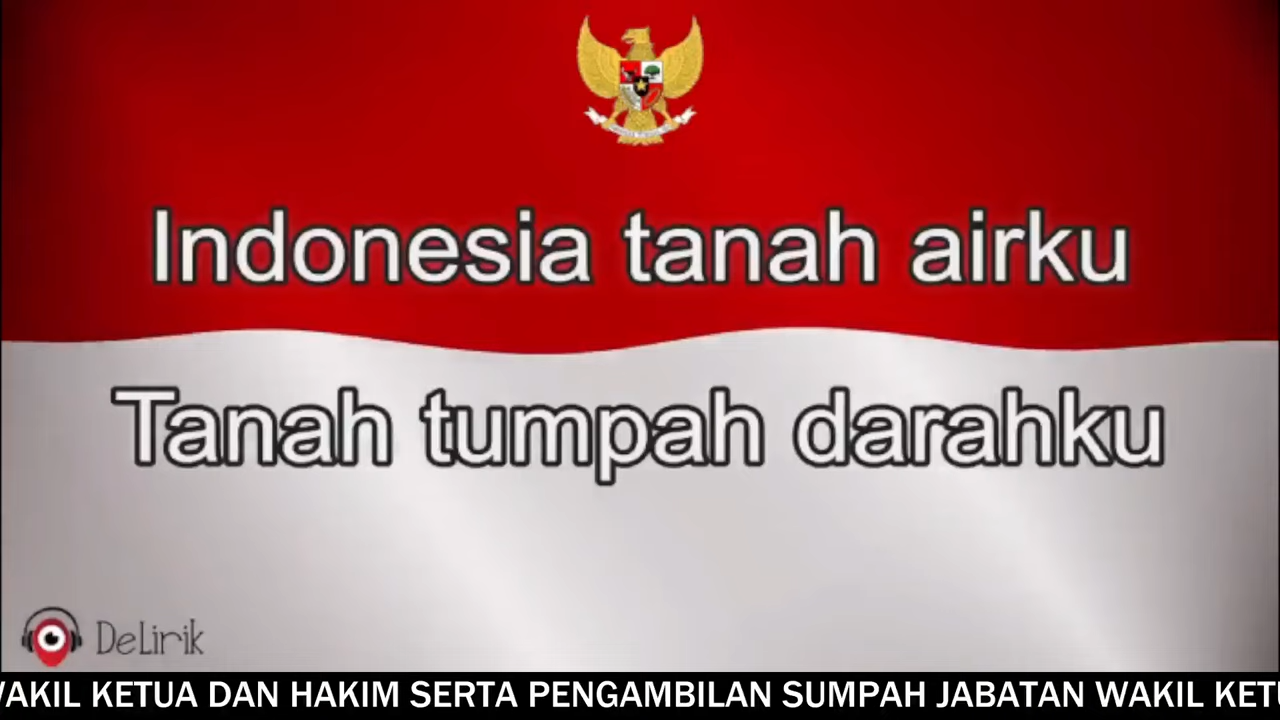 Indonesia tanah airku
Tanah tumpah darahku
DeLirik
WAKIL KETUA DAN HAKIM SERTA PENGAMBILAN SUMPAH JABATAN WAKIL KETU